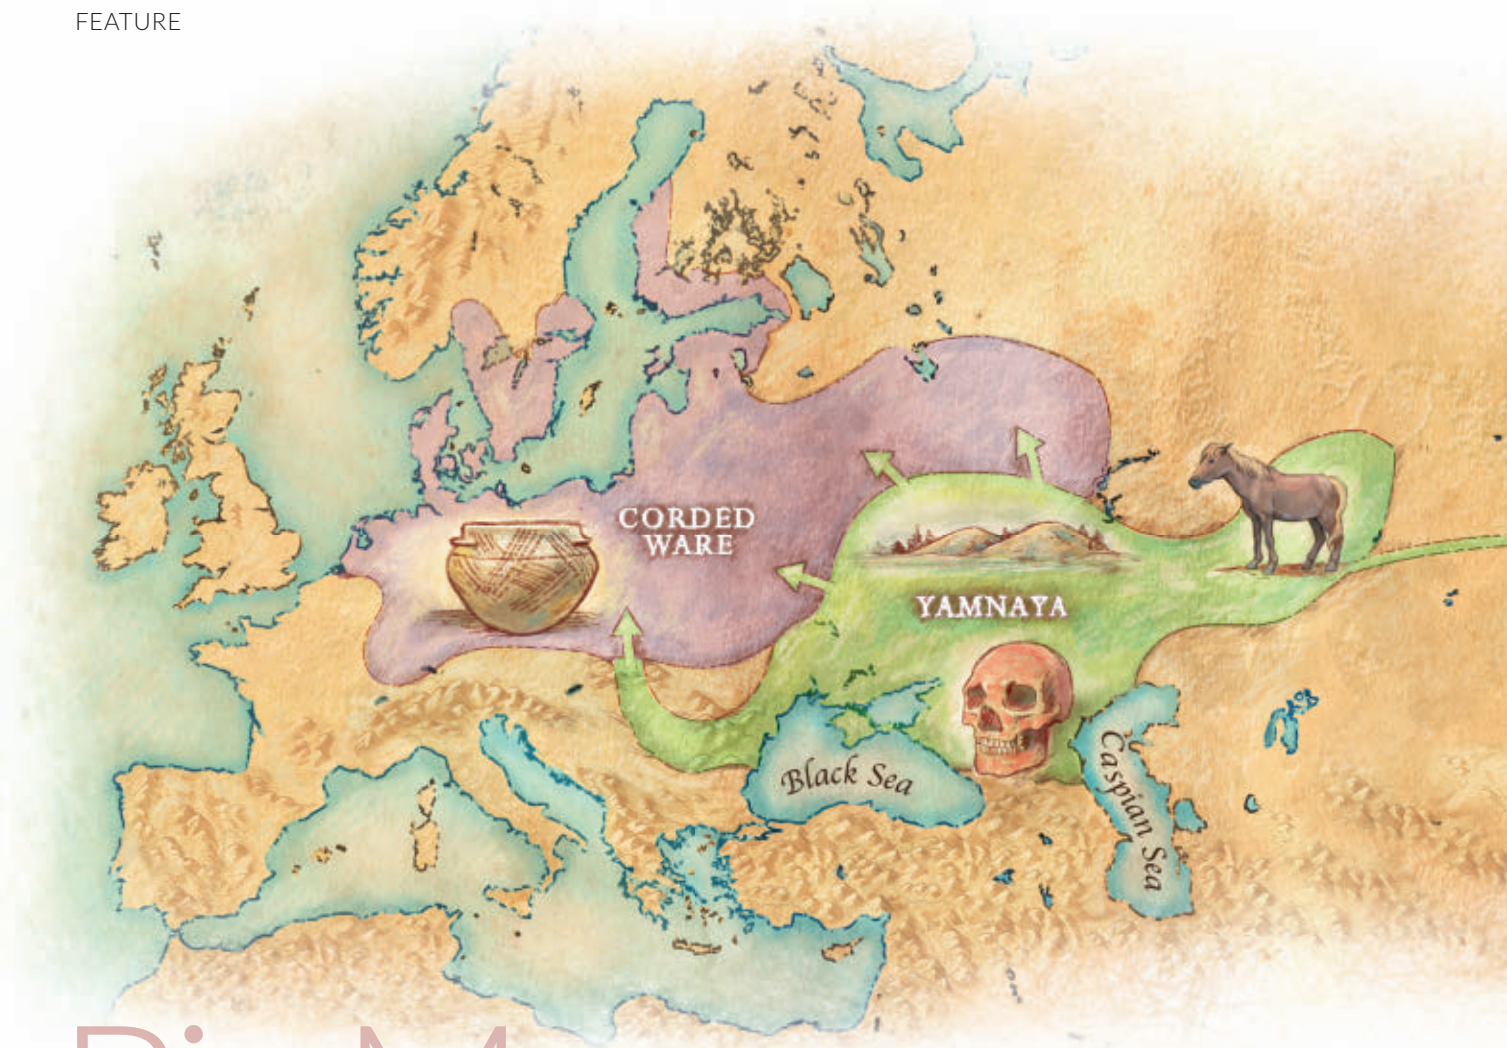 FEATURE
CORDED
WARE
YAMNAYA
Black Sea
Caspian Sea